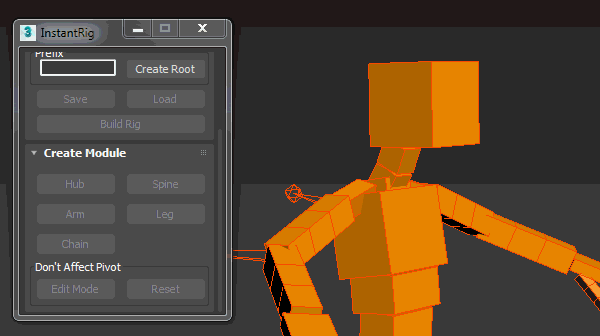 3 InstantRig
Prefix
Create Root
Save Load
Build Rig
Create Module
Hub Spine
Arm Leg
Chain
Don't Affect Pivot
Edit Mode Reset